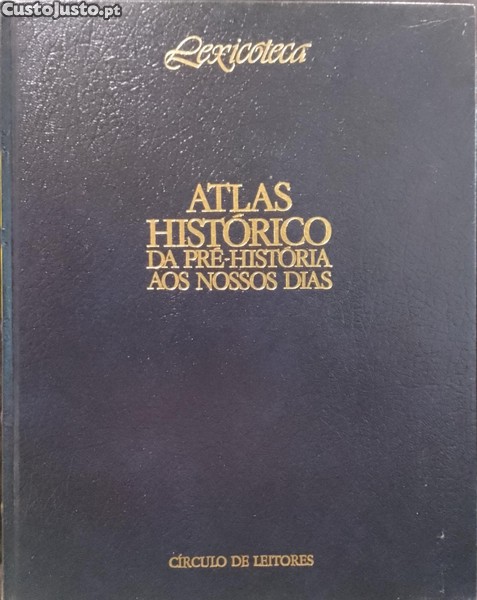 CustoJusto.pt
Lexicoteca
ATLAS
HISTÓRICO
DA PRÉ-HISTÓRIA
AOS NOSSOS DIAS
CÍRCULO DE LEITORES